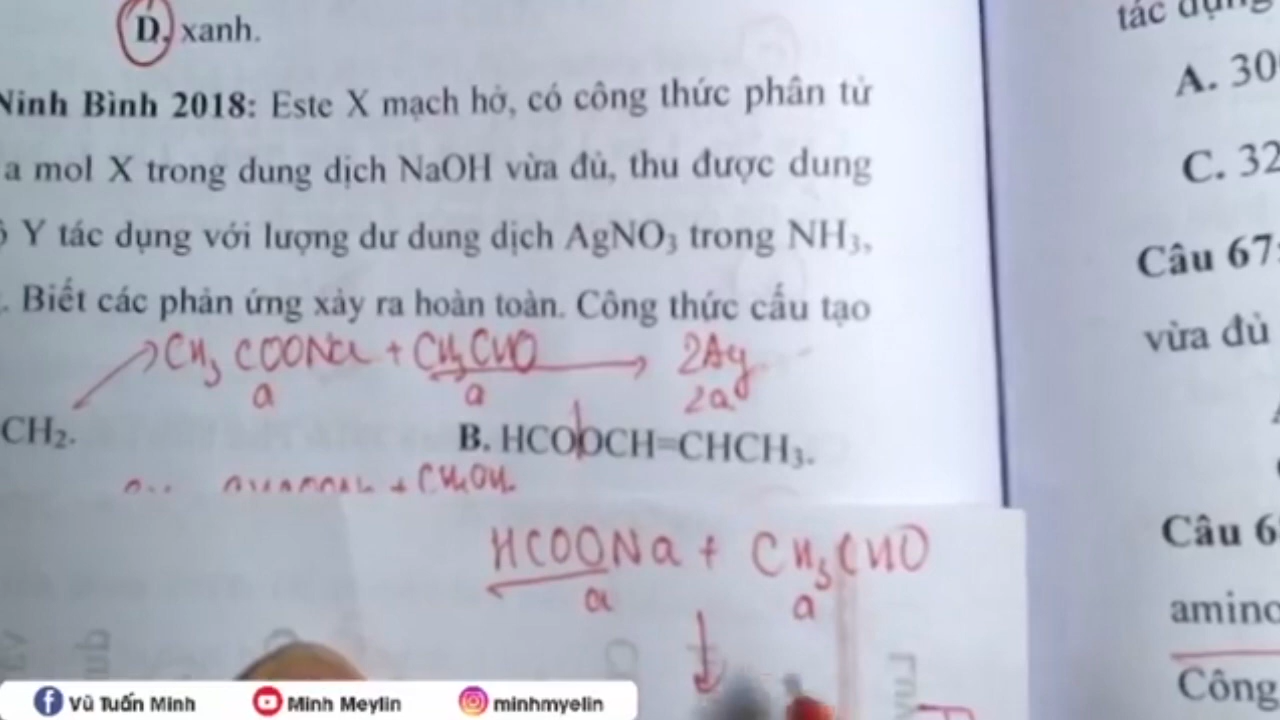 D. xanh.
Ninh Bình 2018: Este X mạch hở, có công thức phân tử
a mol X trong dung dịch NaOH vừa đủ, thu được dung
Y tác dụng với lượng dư dung dịch AgNO3 trong NH3,
. Biết các phản ứng xảy ra hoàn toàn. Công thức cấu tạo
CH3COONa + CH3CHO → 2Ag
a a 2a
CH2. B. HCOOCH=CHCH3.
+ CH3OH
HCOONa + CH3CHO
a a
tác dụng
A. 30
C. 32
Câu 67:
vừa đủ
Câu 6
amino
Công
Vũ Tuấn Minh Minh Meylin minhmyelin